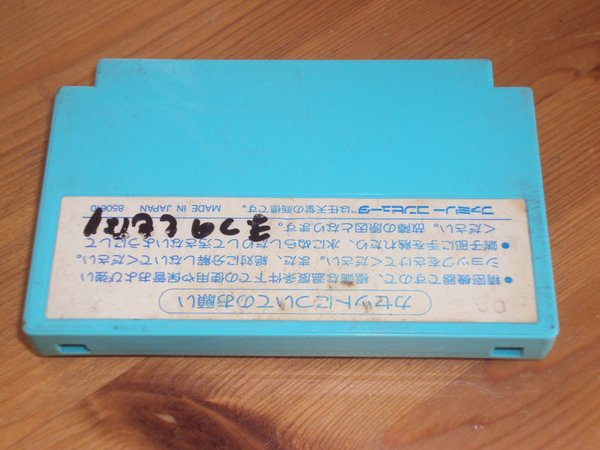 カセットについてのお願い
● 精密機器ですので、極端な温度条件下での使用や保管および強い
ショックをさけてください。また、絶対に分解しないでください。
● 端子部に手を触れたり、水にぬらしたりして汚さないようにして
ください。故障の原因となります。
ファミリー コンピュータ は任天堂の商標です。 MADE IN JAPAN 850610